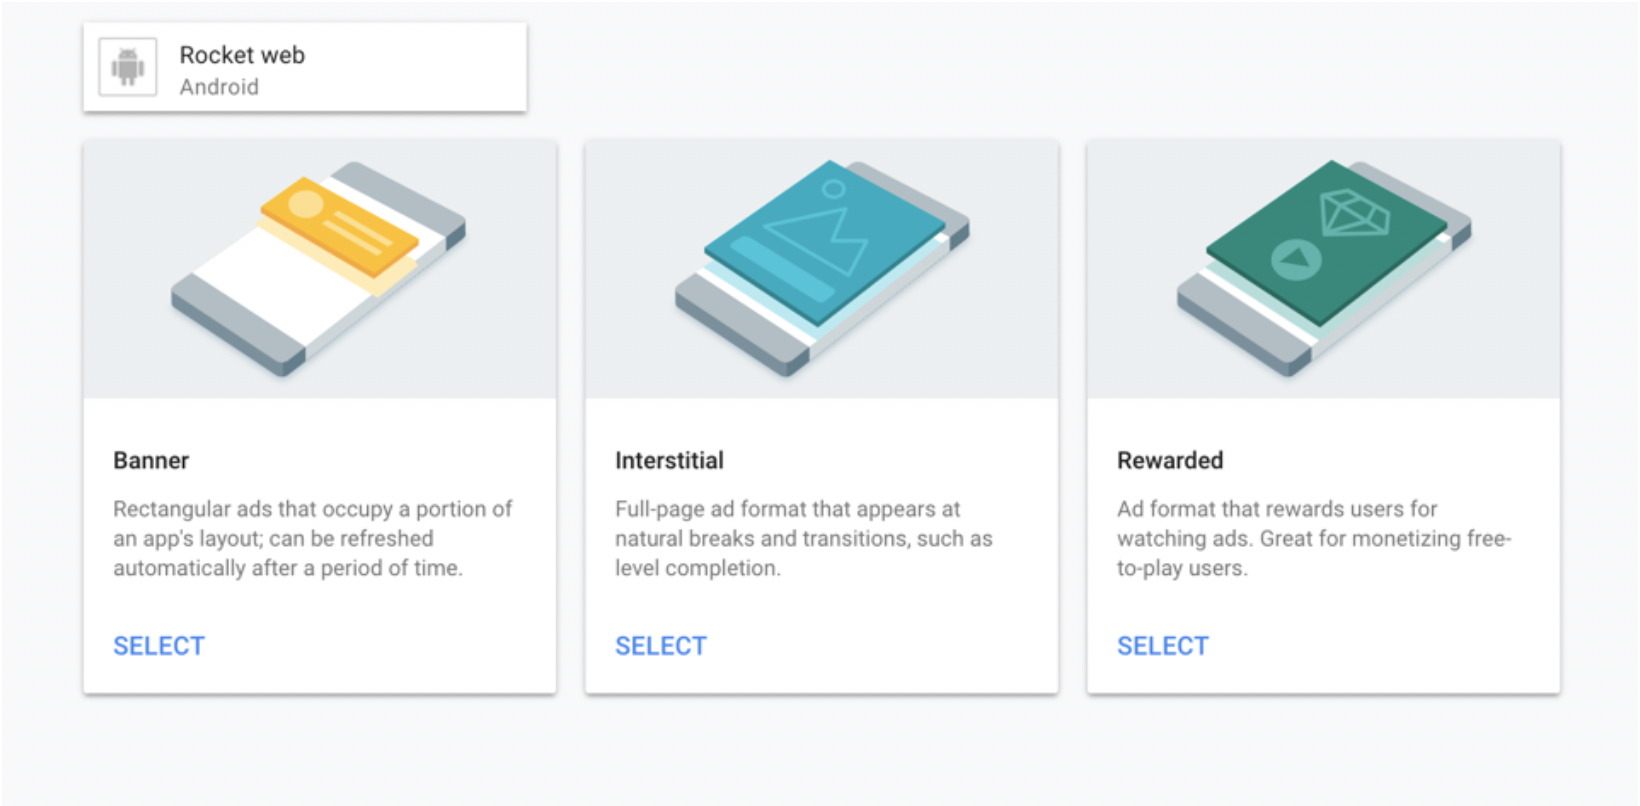 Rocket web
Android
Banner
Rectangular ads that occupy a portion of
an app's layout; can be refreshed
automatically after a period of time.
SELECT
Interstitial
Full-page ad format that appears at
natural breaks and transitions, such as
level completion.
SELECT
Rewarded
Ad format that rewards users for
watching ads. Great for monetizing free-
to-play users.
SELECT